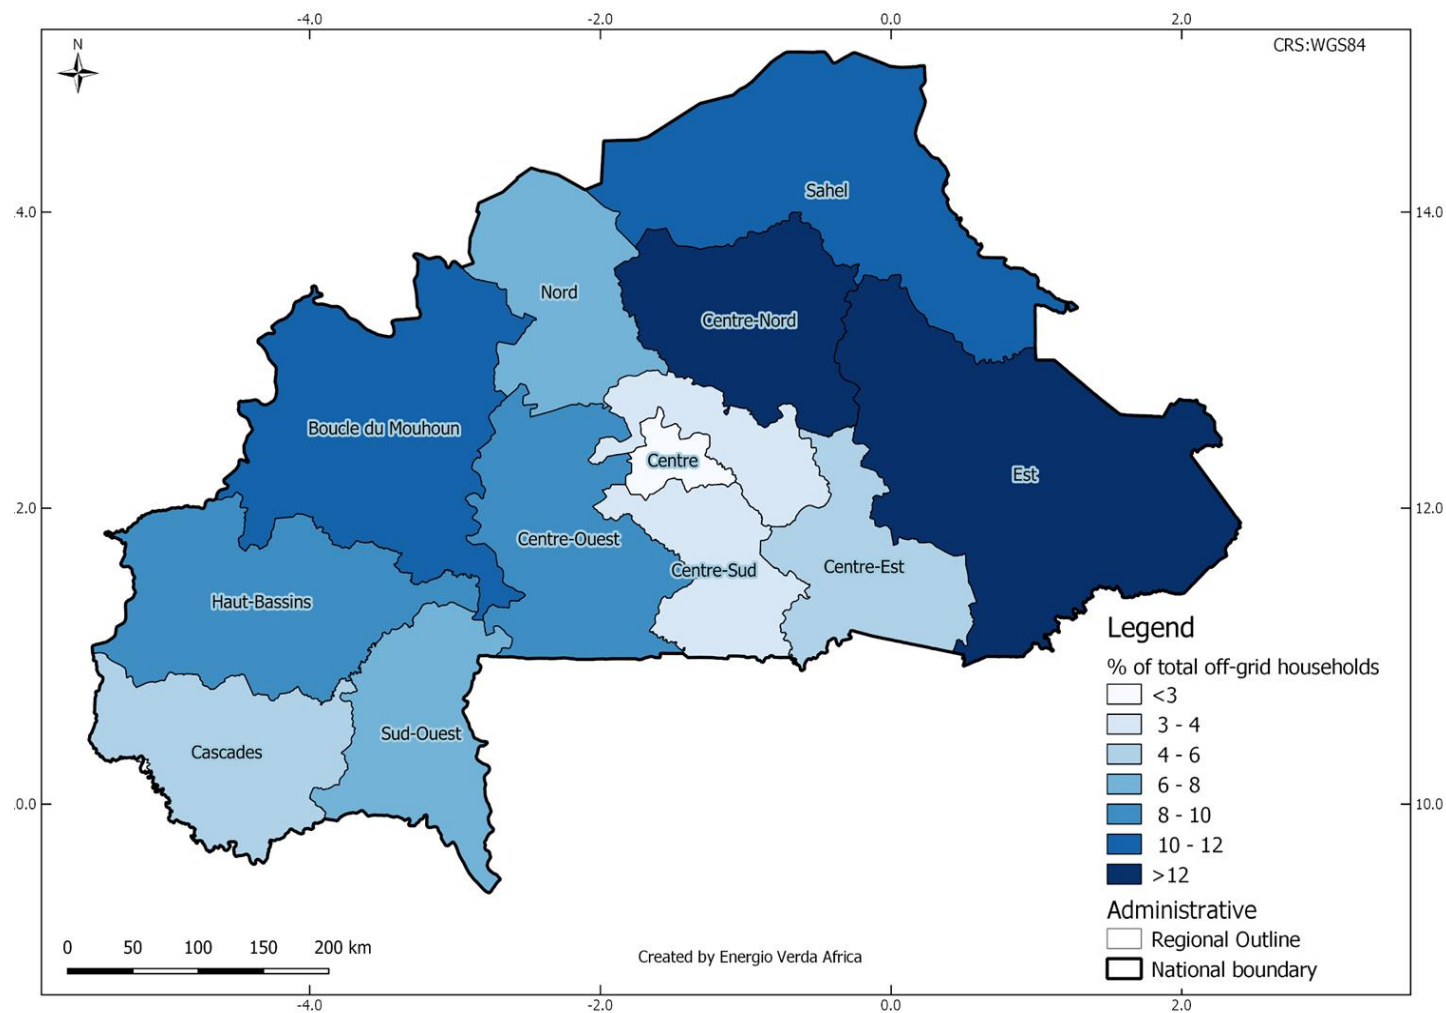 -4.0
-2.0
0.0
2.0
CRS:WGS84
N
Sahel
4.0
14.0
Nord
Centre-Nord
Boucle du Mouhoun
Centre
Est
2.0
12.0
Centre-Ouest
Centre-Sud
Centre-Est
Haut-Bassins
Sud-Ouest
Cascades
0.0
10.0
Legend
% of total off-grid households
<3
3 - 4
4 - 6
6 - 8
8 - 10
10 - 12
>12
Administrative
Regional Outline
National boundary
0 50 100 150 200 km
Created by Energio Verda Africa
-4.0
-2.0
0.0
2.0